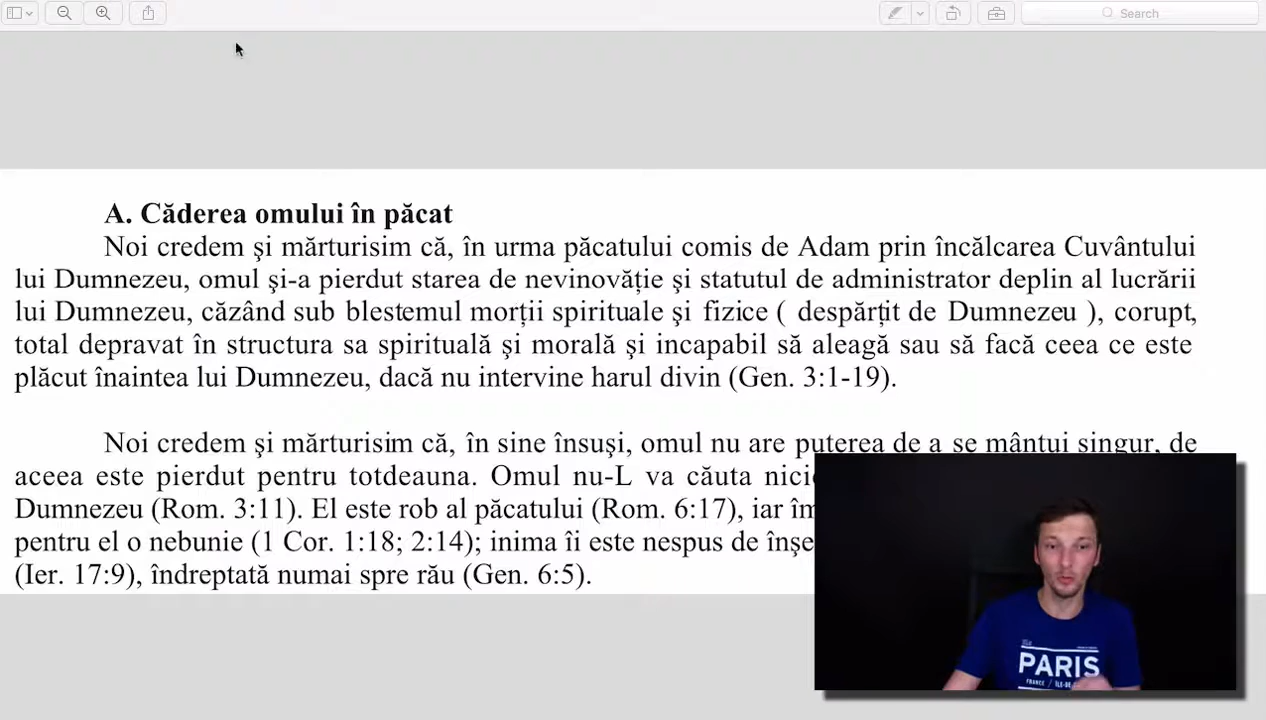 Search
A. Căderea omului în păcat
Noi credem şi mărturisim că, în urma păcatului comis de Adam prin încălcarea Cuvântului
lui Dumnezeu, omul şi-a pierdut starea de nevinovăţie şi statutul de administrator deplin al lucrării
lui Dumnezeu, căzând sub blestemul morţii spirituale şi fizice ( despărţit de Dumnezeu ), corupt,
total depravat în structura sa spirituală şi morală şi incapabil să aleagă sau să facă ceea ce este
plăcut înaintea lui Dumnezeu, dacă nu intervine harul divin (Gen. 3:1-19).
Noi credem şi mărturisim că, în sine însuşi, omul nu are puterea de a se mântui singur, de
aceea este pierdut pentru totdeauna. Omul nu-L va căuta
Dumnezeu (Rom. 3:11). El este rob al păcatului (Rom. 6:17), iar
pentru el o nebunie (1 Cor. 1:18; 2:14); inima îi este nespus de
(Ier. 17:9), îndreptată numai spre rău (Gen. 6:5).
PARIS
FRANCE /